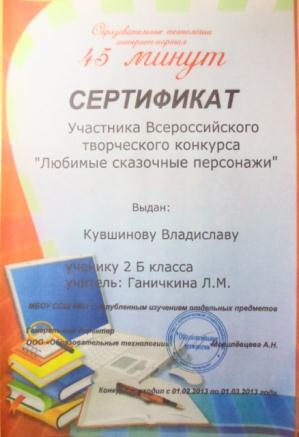 Образовательные технологии
интернет-портал
45 минут
СЕРТИФИКАТ
Участника Всероссийского
творческого конкурса
"Любимые сказочные персонажи"
Выдан:
Кувшинову Владиславу
ученику 2 Б класса
учитель: Ганичкина Л.М.
МБОУ СОШ углубленным изучением отдельных предметов
Генеральный директор
ООО «Образовательные технологии» А.Н.
Конкурс проходил с 01.02.2013 по 01.03.2013 года.